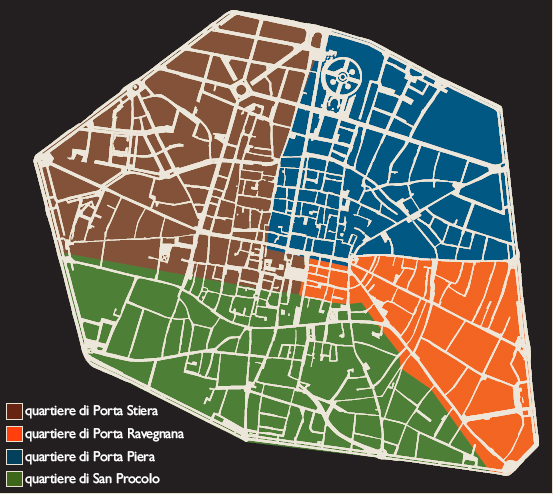 quartiere di Porta Stiera
quartiere di Porta Ravegnana
quartiere di Porta Piera
quartiere di San Procolo